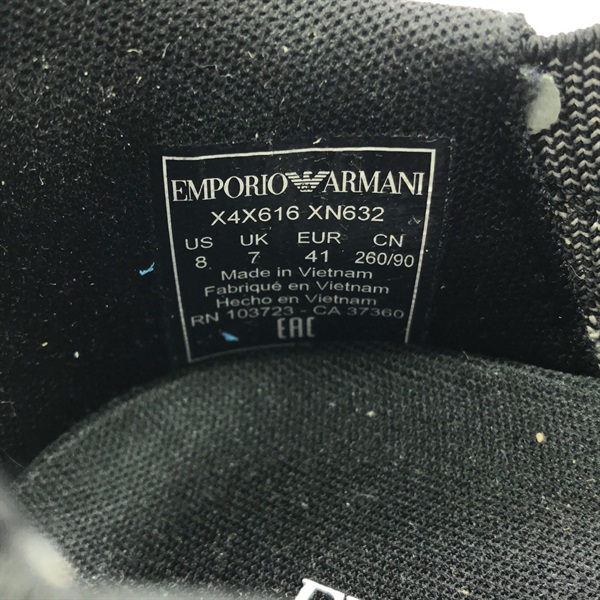 EMPORIO ARMANI
X4X616 XN632
US UK EUR CN
8 7 41 260/90
Made in Vietnam
Fabriqué en Vietnam
Hecho en Vietnam
RN 103723 - CA 37360
EAC